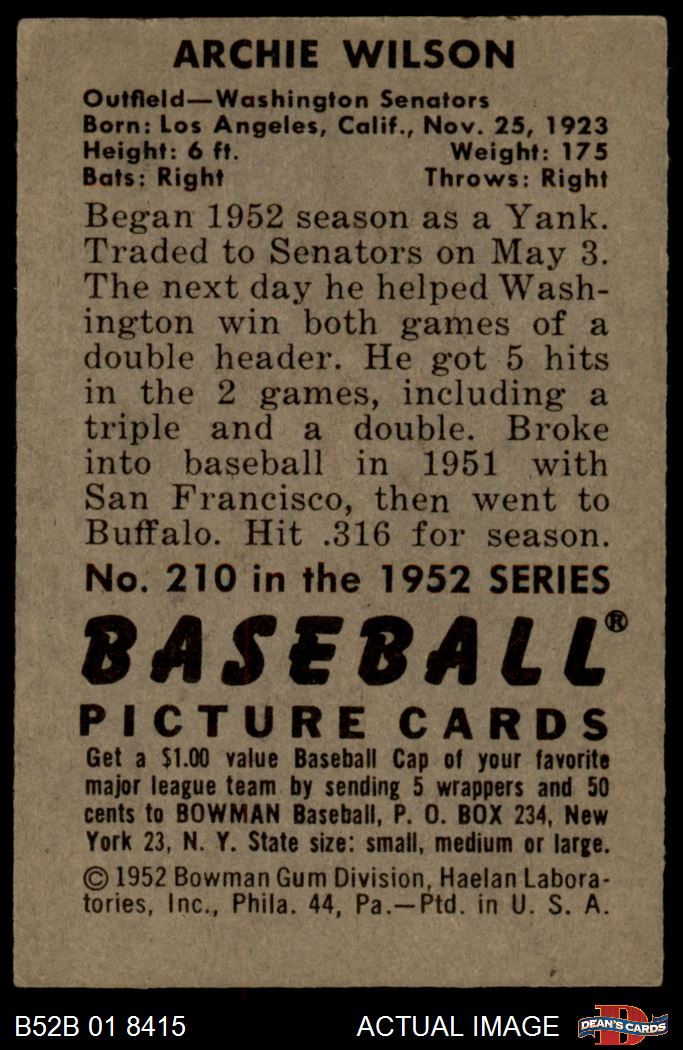 ARCHIE WILSON
Outfield—Washington Senators
Born: Los Angeles, Calif., Nov. 25, 1923
Height: 6 ft. Weight: 175
Bats: Right Throws: Right
Began 1952 season as a Yank.
Traded to Senators on May 3.
The next day he helped Wash-
ington win both games of a
double header. He got 5 hits
in the 2 games, including a
triple and a double. Broke
into baseball in 1951 with
San Francisco, then went to
Buffalo. Hit .316 for season.
No. 210 in the 1952 SERIES
BASEBALL®
PICTURE CARDS
Get a $1.00 value Baseball Cap of your favorite
major league team by sending 5 wrappers and 50
cents to BOWMAN Baseball, P. O. BOX 234, New
York 23, N. Y. State size: small, medium or large.
© 1952 Bowman Gum Division, Haelan Labora-
tories, Inc., Phila. 44, Pa.—Ptd. in U. S. A.
B52B 01 8415 ACTUAL IMAGE
D DEAN'S CARDS